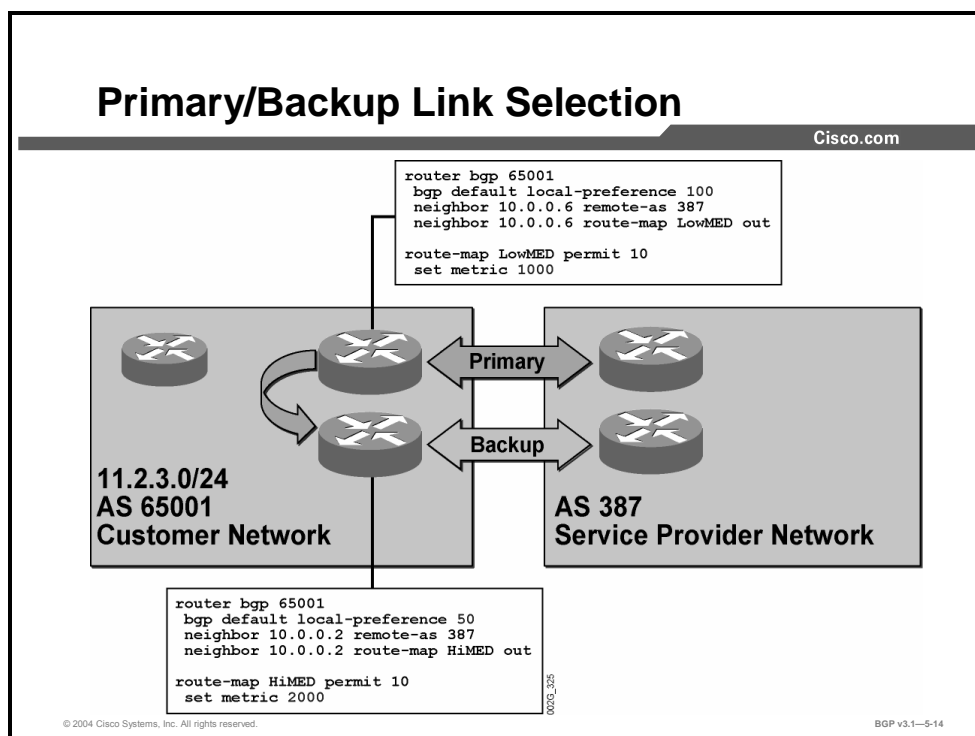 Primary/Backup Link Selection
Cisco.com
router bgp 65001
bgp default local-preference 100
neighbor 10.0.0.6 remote-as 387
neighbor 10.0.0.6 route-map LowMED out
route-map LowMED permit 10
set metric 1000
Primary
Backup
11.2.3.0/24
AS 65001
Customer Network
AS 387
Service Provider Network
router bgp 65001
bgp default local-preference 50
neighbor 10.0.0.2 remote-as 387
neighbor 10.0.0.2 route-map HiMED out
route-map HiMED permit 10
set metric 2000
002G_325
© 2004 Cisco Systems, Inc. All rights reserved.
BGP v3.1—5-14